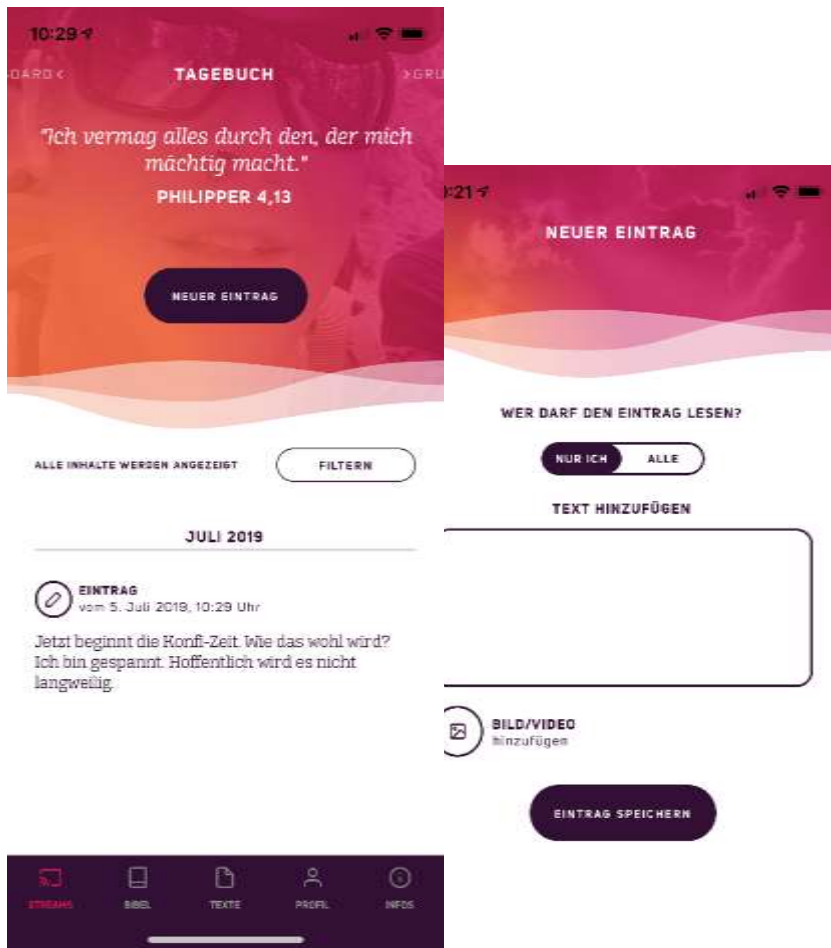 10:29
TAGEBUCH
"Ich vermag alles durch den, der mich
mächtig macht."
PHILIPPER 4,13
NEUER EINTRAG
ALLE INHALTE WERDEN ANGEZEIGT
FILTERN
JULI 2019
EINTRAG
vom 5. Juli 2019, 10:29 Uhr
Jetzt beginnt die Konfi-Zeit. Wie das wohl wird?
Ich bin gespannt. Hoffentlich wird es nicht
langweilig.
STREAMS BIBEL TEXTE PROFIL INFOS
:21
NEUER EINTRAG
WER DARF DEN EINTRAG LESEN?
NUR ICH ALLE
TEXT HINZUFÜGEN
BILD/VIDEO
hinzufügen
EINTRAG SPEICHERN